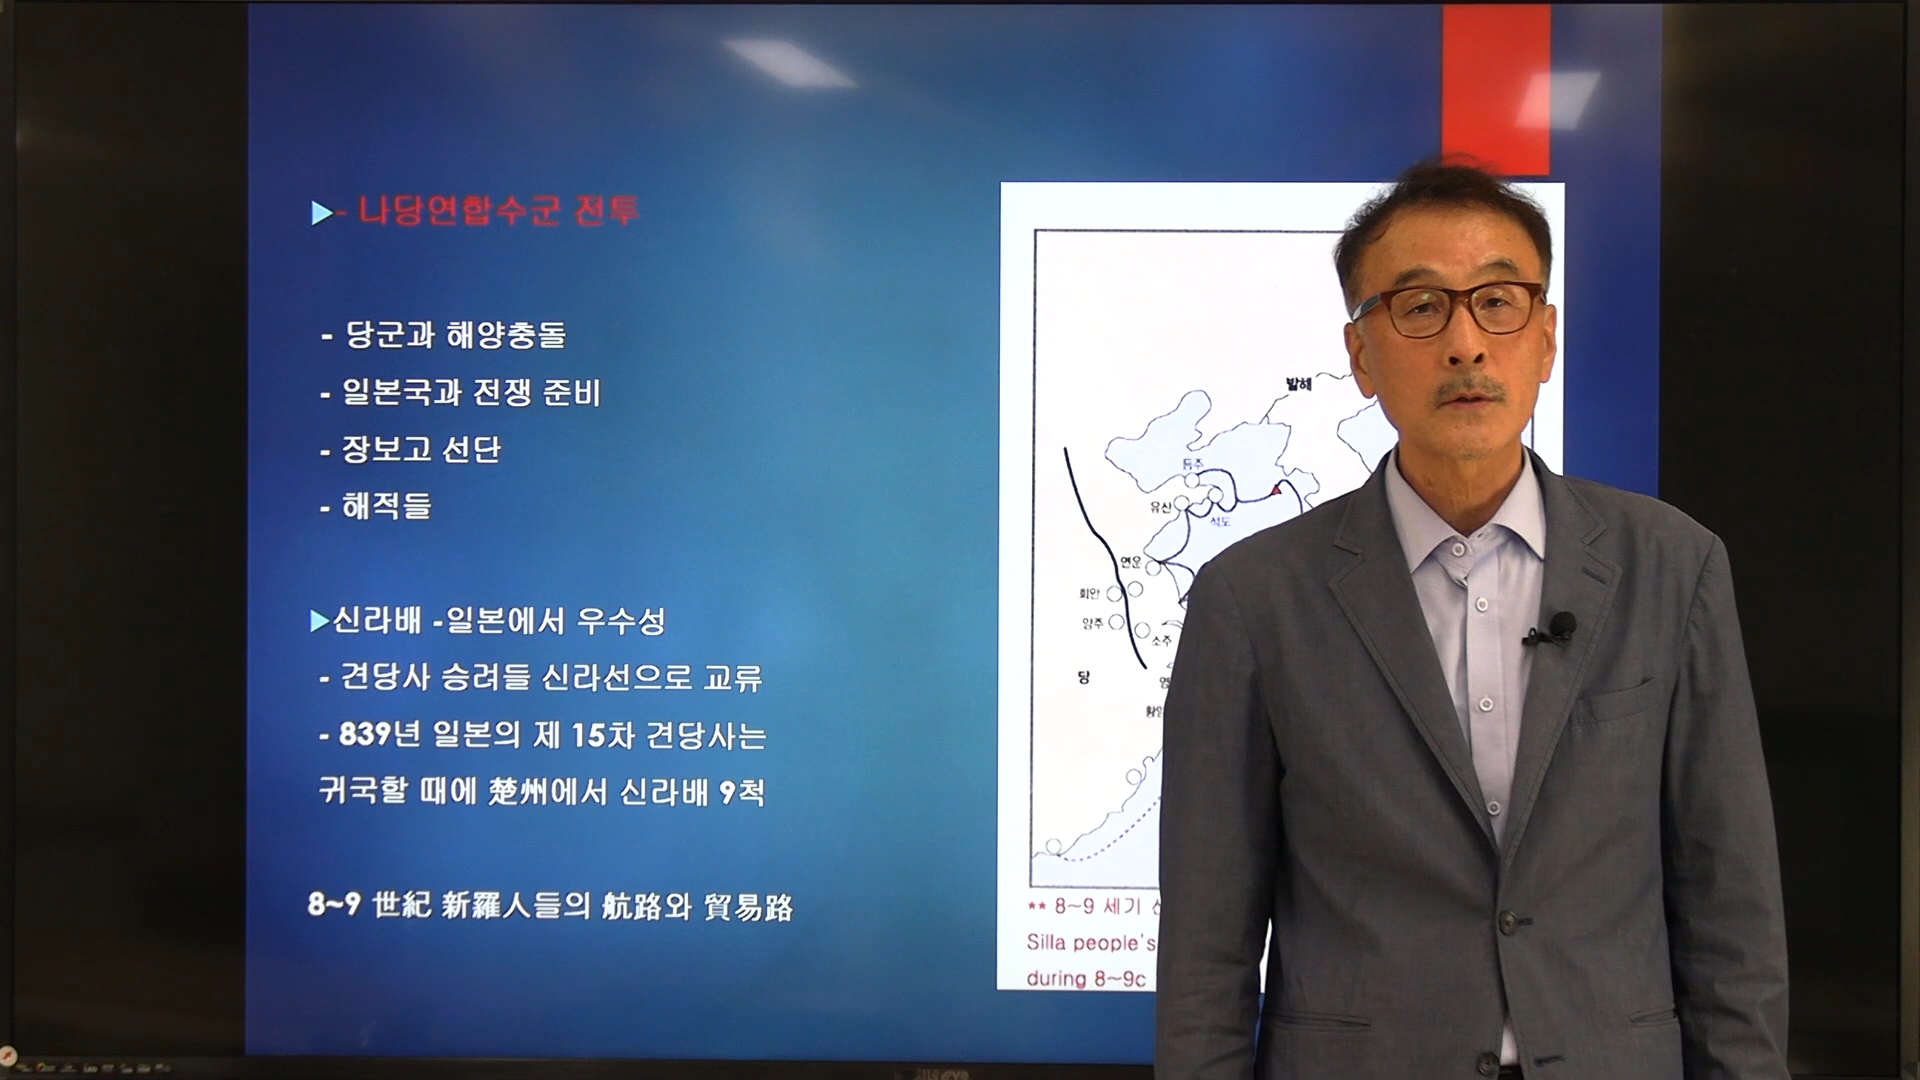 ▶- 나당연합수군 전투
- 당군과 해양충돌
- 일본국과 전쟁 준비
- 장보고 선단
- 해적들
▶신라배 -일본에서 우수성
- 견당사 승려들 신라선으로 교류
- 839년 일본의 제 15차 견당사는
귀국할 때에 楚州에서 신라배 9척
8~9 世紀 新羅人들의 航路와 貿易路
발해
등주
유산
석도
연운
회안
양주
소주
당
황암
** 8~9 세기
Silla people's
during 8~9c